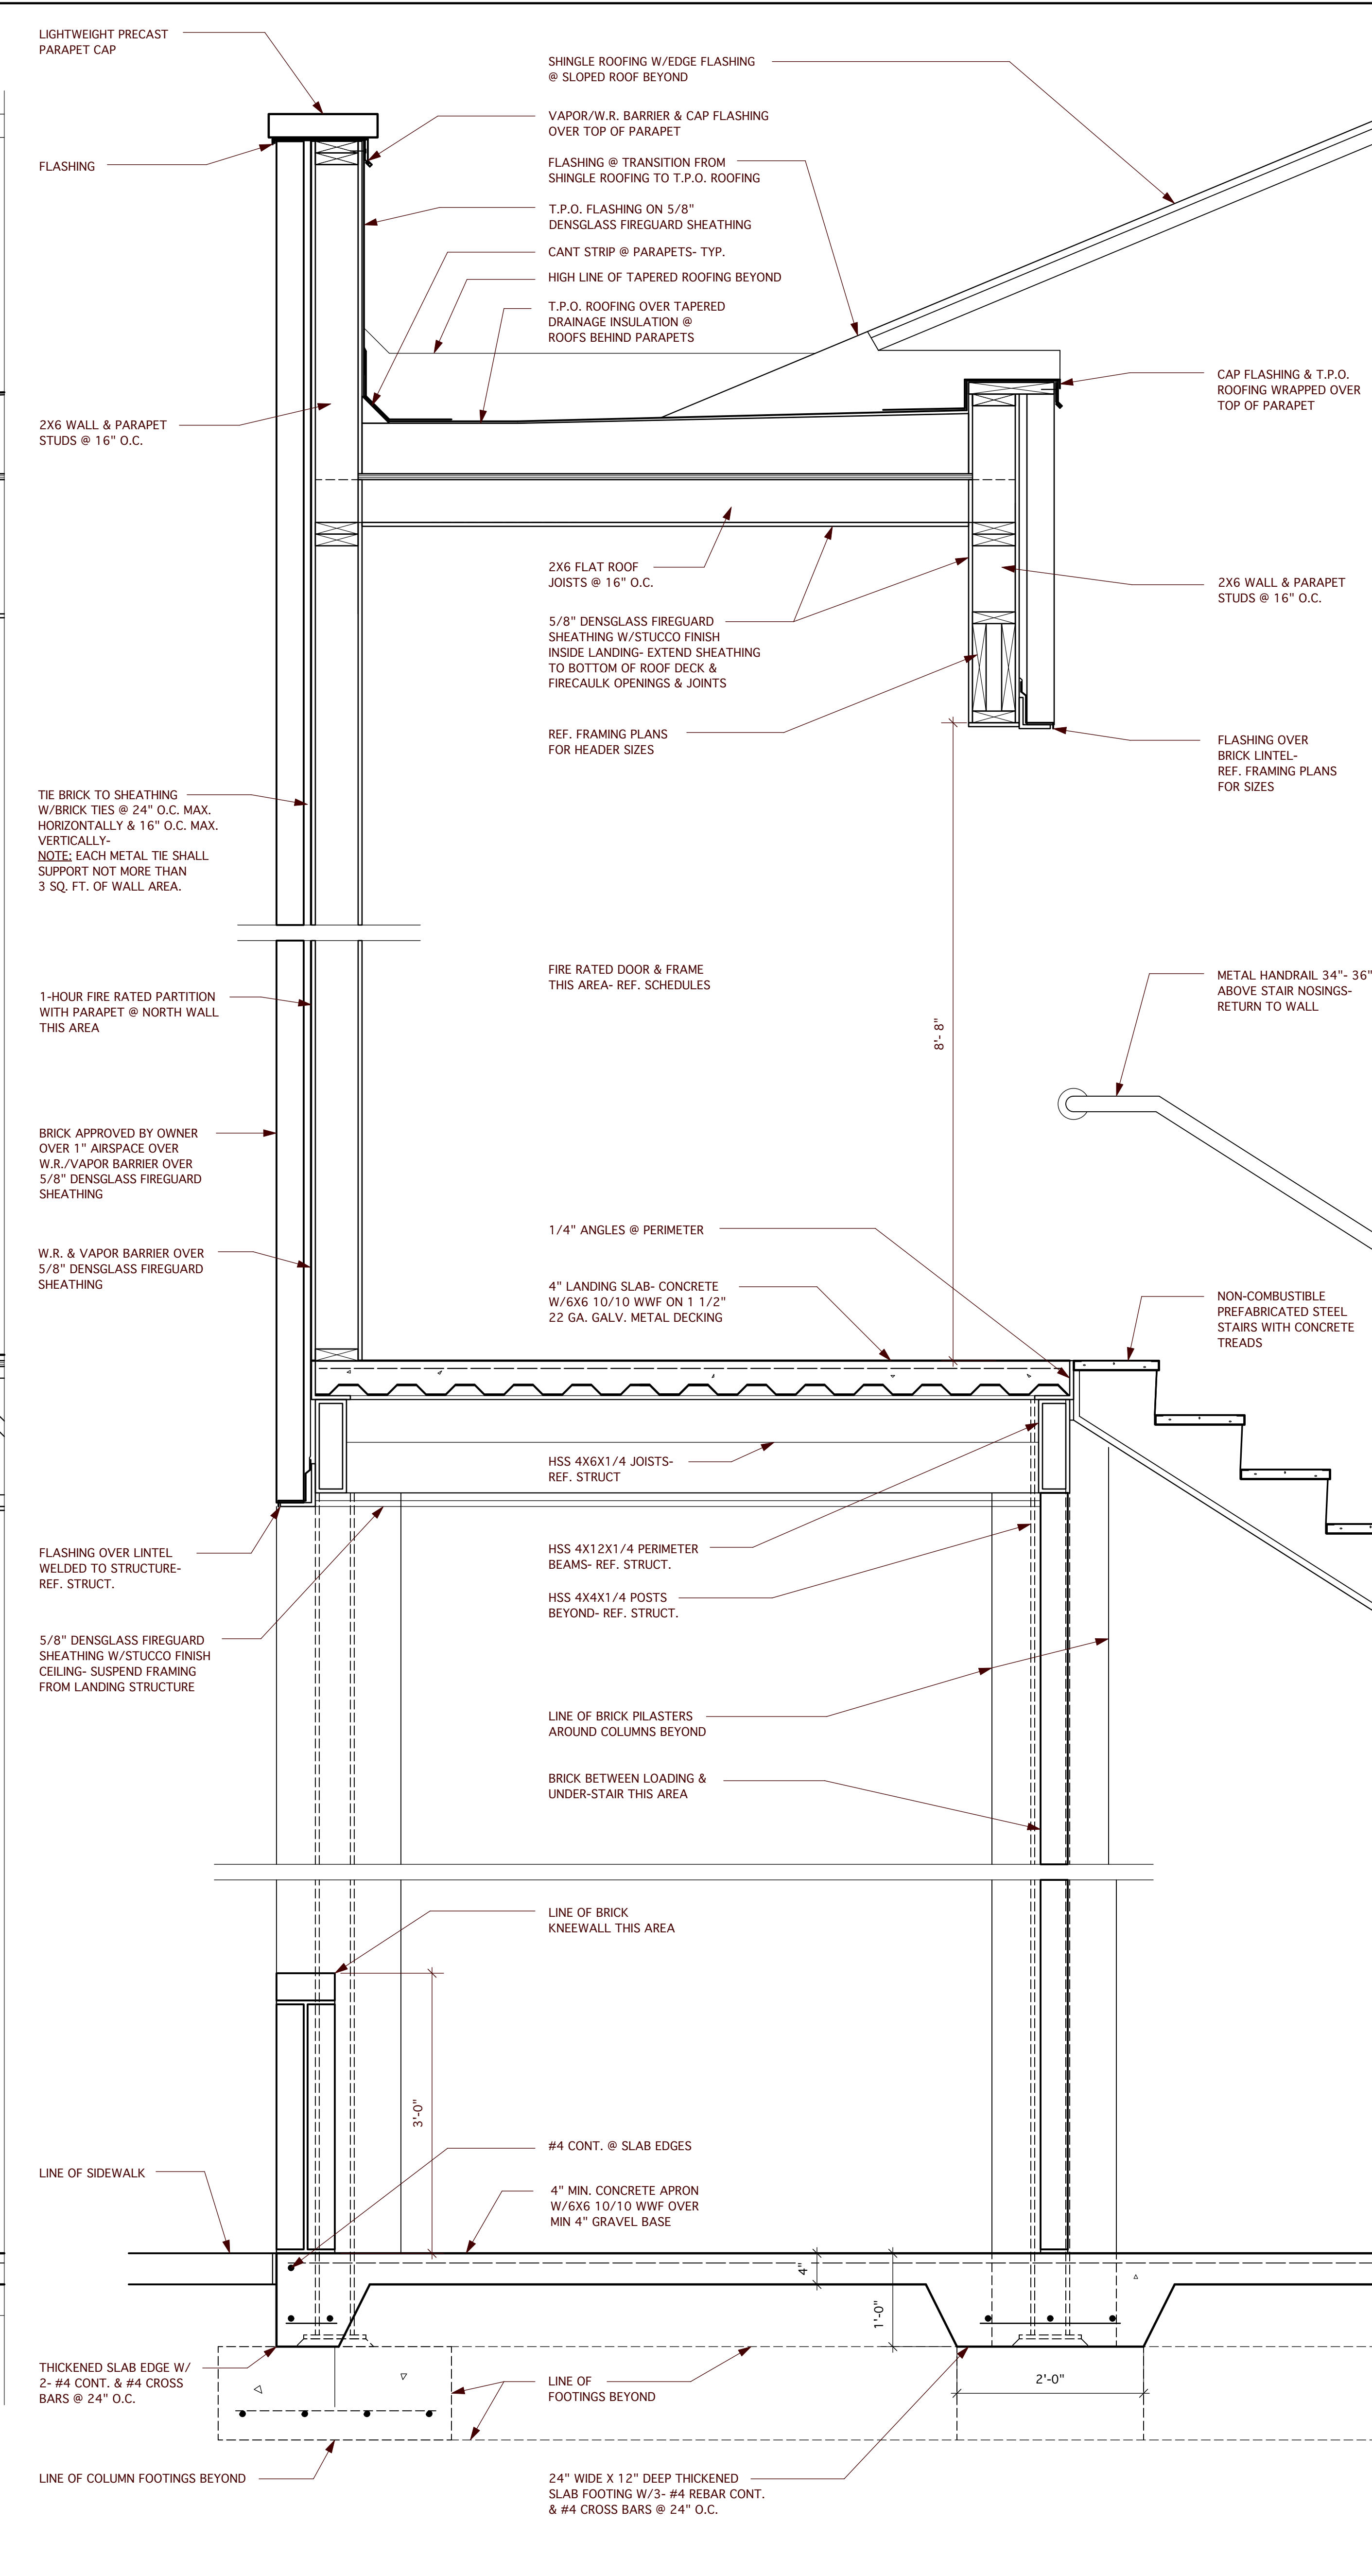 LIGHTWEIGHT PRECAST
PARAPET CAP
FLASHING
2X6 WALL & PARAPET
STUDS @ 16" O.C.
TIE BRICK TO SHEATHING
W/BRICK TIES @ 24" O.C. MAX.
HORIZONTALLY & 16" O.C. MAX.
VERTICALLY-
NOTE: EACH METAL TIE SHALL
SUPPORT NOT MORE THAN
3 SQ. FT. OF WALL AREA.
1-HOUR FIRE RATED PARTITION
WITH PARAPET @ NORTH WALL
THIS AREA
BRICK APPROVED BY OWNER
OVER 1" AIRSPACE OVER
W.R./VAPOR BARRIER OVER
5/8" DENSGLASS FIREGUARD
SHEATHING
W.R. & VAPOR BARRIER OVER
5/8" DENSGLASS FIREGUARD
SHEATHING
FLASHING OVER LINTEL
WELDED TO STRUCTURE-
REF. STRUCT.
5/8" DENSGLASS FIREGUARD
SHEATHING W/STUCCO FINISH
CEILING- SUSPEND FRAMING
FROM LANDING STRUCTURE
LINE OF SIDEWALK
THICKENED SLAB EDGE W/
2- #4 CONT. & #4 CROSS
BARS @ 24" O.C.
LINE OF COLUMN FOOTINGS BEYOND
SHINGLE ROOFING W/EDGE FLASHING
@ SLOPED ROOF BEYOND
VAPOR/W.R. BARRIER & CAP FLASHING
OVER TOP OF PARAPET
FLASHING @ TRANSITION FROM
SHINGLE ROOFING TO T.P.O. ROOFING
T.P.O. FLASHING ON 5/8"
DENSGLASS FIREGUARD SHEATHING
CANT STRIP @ PARAPETS- TYP.
HIGH LINE OF TAPERED ROOFING BEYOND
T.P.O. ROOFING OVER TAPERED
DRAINAGE INSULATION @
ROOFS BEHIND PARAPETS
2X6 FLAT ROOF
JOISTS @ 16" O.C.
5/8" DENSGLASS FIREGUARD
SHEATHING W/STUCCO FINISH
INSIDE LANDING- EXTEND SHEATHING
TO BOTTOM OF ROOF DECK &
FIRECAULK OPENINGS & JOINTS
REF. FRAMING PLANS
FOR HEADER SIZES
FIRE RATED DOOR & FRAME
THIS AREA- REF. SCHEDULES
8'- 8"
1/4" ANGLES @ PERIMETER
4" LANDING SLAB- CONCRETE
W/6X6 10/10 WWF ON 1 1/2"
22 GA. GALV. METAL DECKING
HSS 4X6X1/4 JOISTS-
REF. STRUCT
HSS 4X12X1/4 PERIMETER
BEAMS- REF. STRUCT.
HSS 4X4X1/4 POSTS
BEYOND- REF. STRUCT.
LINE OF BRICK PILASTERS
AROUND COLUMNS BEYOND
BRICK BETWEEN LOADING &
UNDER-STAIR THIS AREA
LINE OF BRICK
KNEEWALL THIS AREA
3'-0"
#4 CONT. @ SLAB EDGES
4" MIN. CONCRETE APRON
W/6X6 10/10 WWF OVER
MIN 4" GRAVEL BASE
4"
1'-0"
2'-0"
LINE OF
FOOTINGS BEYOND
24" WIDE X 12" DEEP THICKENED
SLAB FOOTING W/3- #4 REBAR CONT.
& #4 CROSS BARS @ 24" O.C.
CAP FLASHING & T.P.O.
ROOFING WRAPPED OVER
TOP OF PARAPET
2X6 WALL & PARAPET
STUDS @ 16" O.C.
FLASHING OVER
BRICK LINTEL-
REF. FRAMING PLANS
FOR SIZES
METAL HANDRAIL 34"- 36"
ABOVE STAIR NOSINGS-
RETURN TO WALL
NON-COMBUSTIBLE
PREFABRICATED STEEL
STAIRS WITH CONCRETE
TREADS